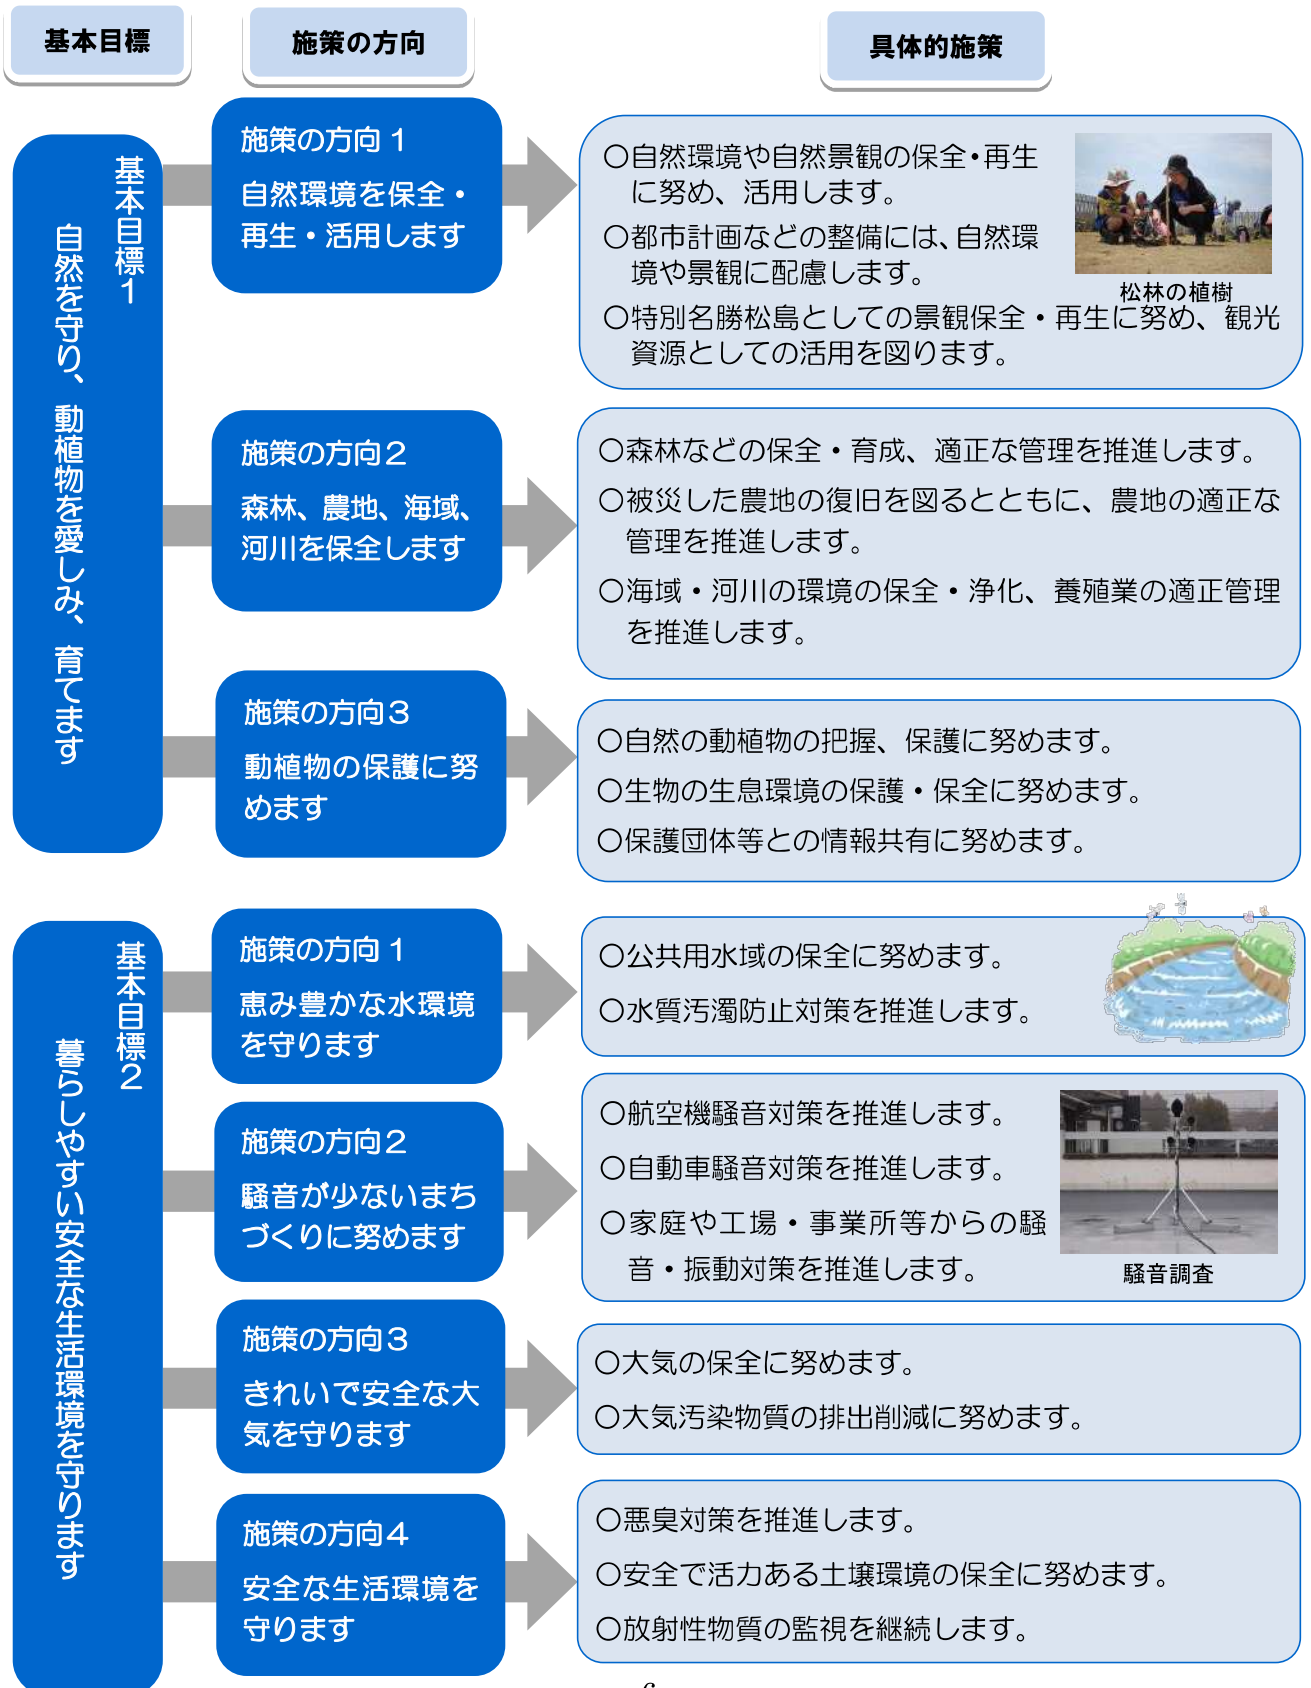 基本目標
施策の方向
具体的施策
基本目標1
自然を守り、動植物を愛しみ、育てます
施策の方向1
自然環境を保全・
再生・活用します
○自然環境や自然景観の保全・再生
に努め、活用します。
○都市計画などの整備には、自然環
境や景観に配慮します。
松林の植樹
○特別名勝松島としての景観保全・再生に努め、観光
資源としての活用を図ります。
施策の方向2
森林、農地、海域、
河川を保全します
○森林などの保全・育成、適正な管理を推進します。
○被災した農地の復旧を図るとともに、農地の適正な
管理を推進します。
○海域・河川の環境の保全・浄化、養殖業の適正管理
を推進します。
施策の方向3
動植物の保護に努
めます
○自然の動植物の把握、保護に努めます。
○生物の生息環境の保護・保全に努めます。
○保護団体等との情報共有に努めます。
基本目標2
暮らしやすい安全な生活環境を守ります
施策の方向1
恵み豊かな水環境
を守ります
○公共用水域の保全に努めます。
○水質汚濁防止対策を推進します。
施策の方向2
騒音が少ないまち
づくりに努めます
○航空機騒音対策を推進します。
○自動車騒音対策を推進します。
○家庭や工場・事業所等からの騒
音・振動対策を推進します。
騒音調査
施策の方向3
きれいで安全な大
気を守ります
○大気の保全に努めます。
○大気汚染物質の排出削減に努めます。
施策の方向4
安全な生活環境を
守ります
○悪臭対策を推進します。
○安全で活力ある土壌環境の保全に努めます。
○放射性物質の監視を継続します。